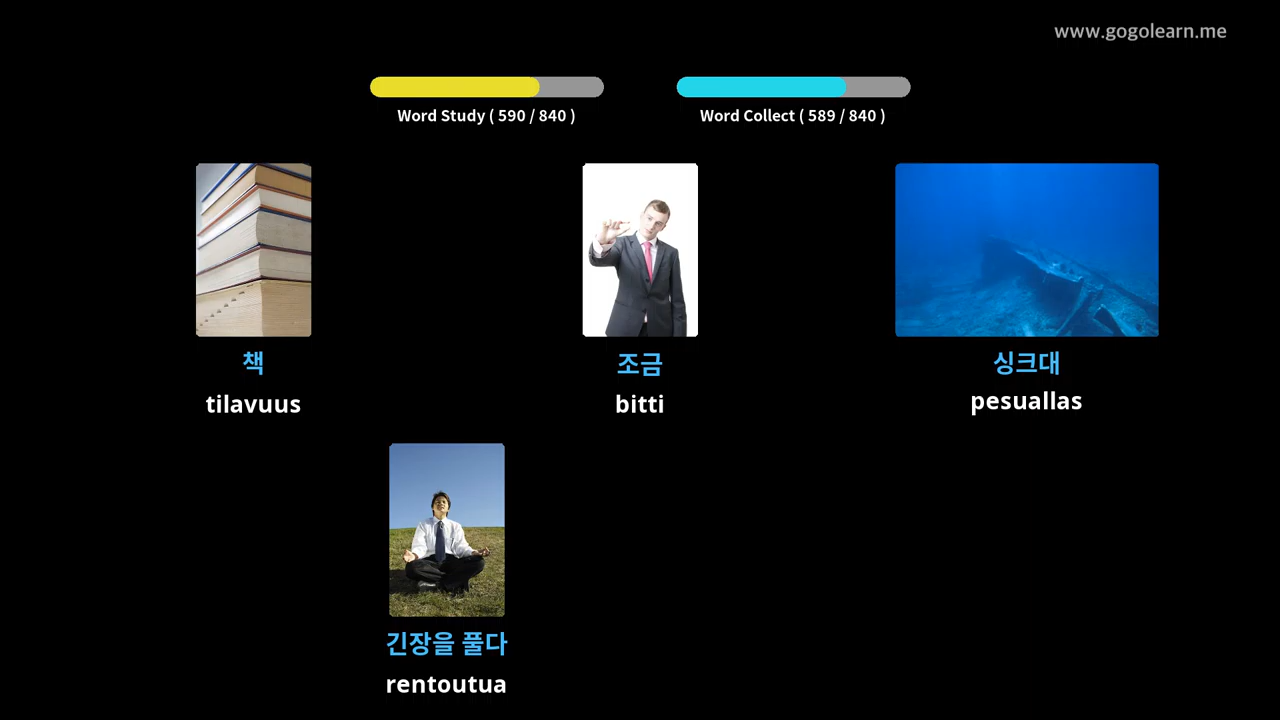 www.gogolearn.me
Word Study ( 590 / 840 )
Word Collect ( 589 / 840 )
책
tilavuus
조금
bitti
싱크대
pesuallas
긴장을 풀다
rentoutua